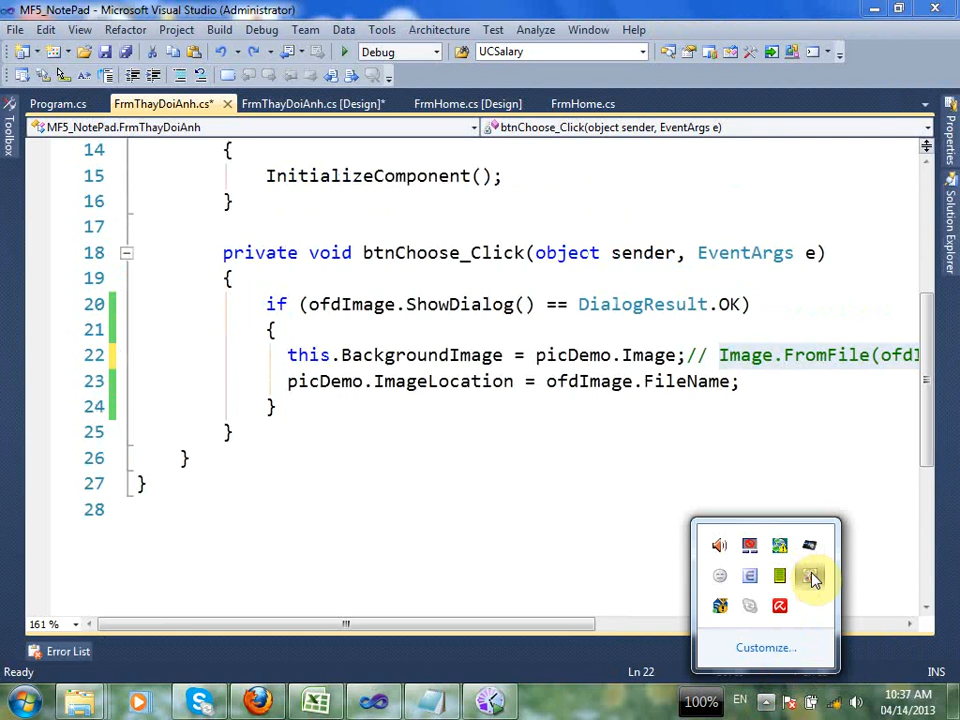 MF5_NotePad - Microsoft Visual Studio (Administrator)
File Edit View Refactor Project Build Debug Team Data Tools Architecture Test Analyze Window Help
Debug UCSalary
Program.cs FrmThayDoiAnh.cs* FrmThayDoiAnh.cs [Design]* FrmHome.cs [Design] FrmHome.cs
MF5_NotePad.FrmThayDoiAnh btnChoose_Click(object sender, EventArgs e)
Toolbox
Properties
Solution Explorer
14 {
15 InitializeComponent();
16 }
17
18 private void btnChoose_Click(object sender, EventArgs e)
19 {
20 if (ofdImage.ShowDialog() == DialogResult.OK)
21 {
22 this.BackgroundImage = picDemo.Image;// Image.FromFile(ofdI
23 picDemo.ImageLocation = ofdImage.FileName;
24 }
25 }
26 }
27 }
28
Customize...
161 %
Error List
Ready Ln 22 INS
100% EN 10:37 AM
04/14/2013